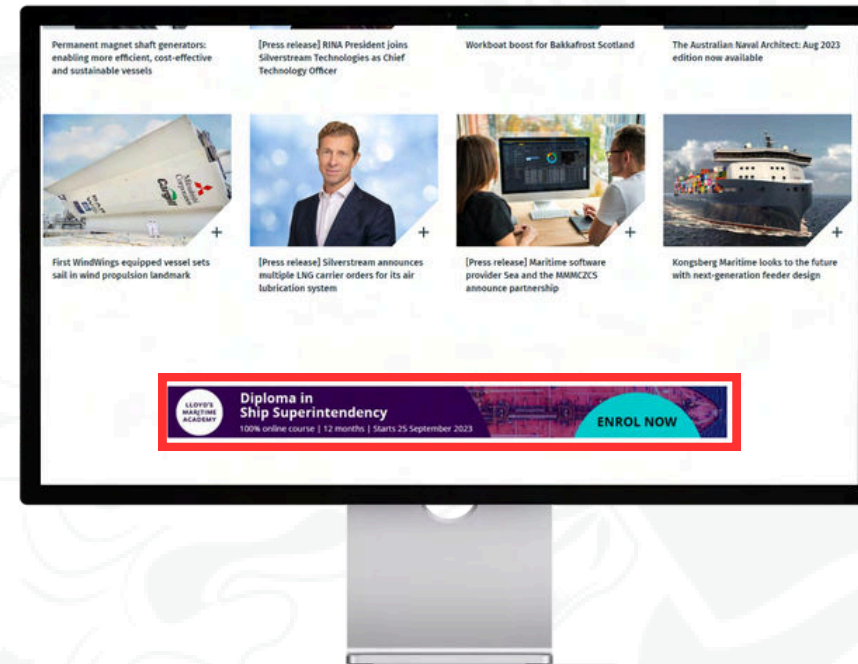 Permanent magnet shaft generators:
enabling more efficient, cost-effective
and sustainable vessels
[Press release] RINA President joins
Silverstream Technologies as Chief
Technology Officer
Workboat boost for Bakkafrost Scotland
The Australian Naval Architect: Aug 2023
edition now available
Cargill
Mitsubishi
Corporation
First WindWings equipped vessel sets
sail in wind propulsion landmark
[Press release] Silverstream announces
multiple LNG carrier orders for its air
lubrication system
[Press release] Maritime software
provider Sea and the MMMCZCS
announce partnership
Kongsberg Maritime looks to the future
with next-generation feeder design
LLOYD'S
MARITIME
ACADEMY
Diploma in
Ship Superintendency
100% online course | 12 months | Starts 25 September 2023
ENROL NOW